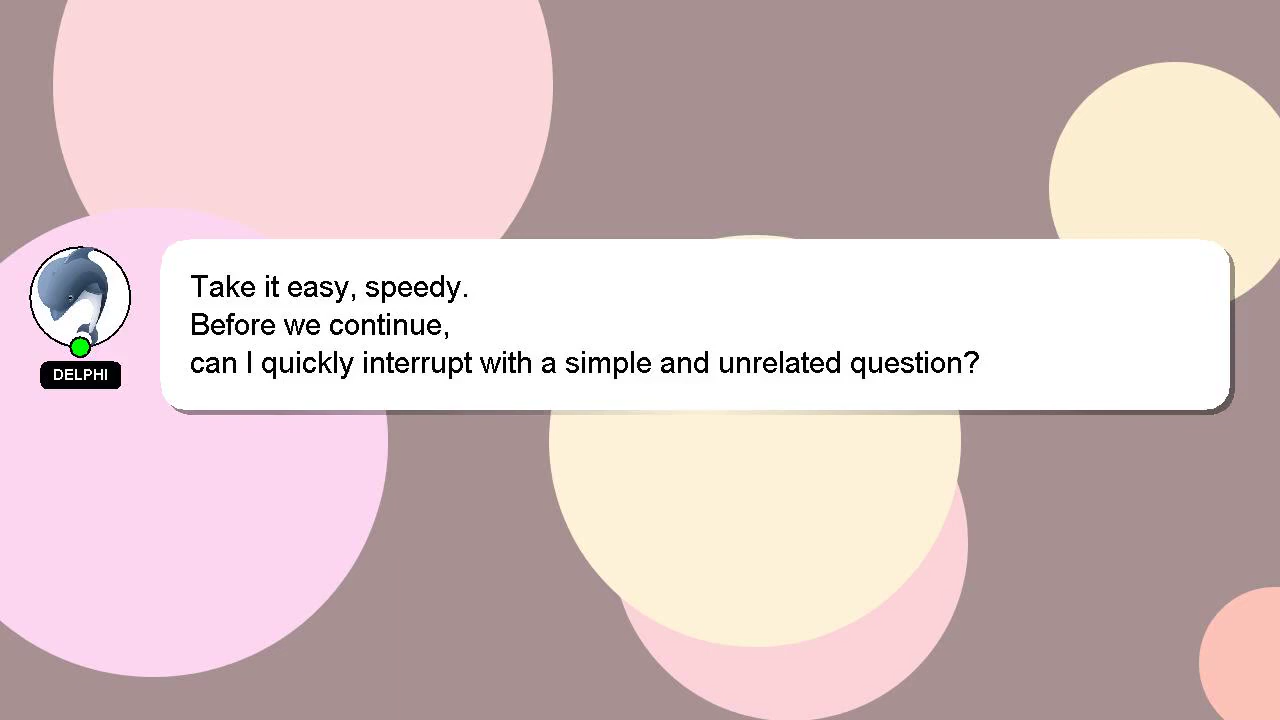 Take it easy, speedy.
Before we continue,
can I quickly interrupt with a simple and unrelated question?
DELPHI